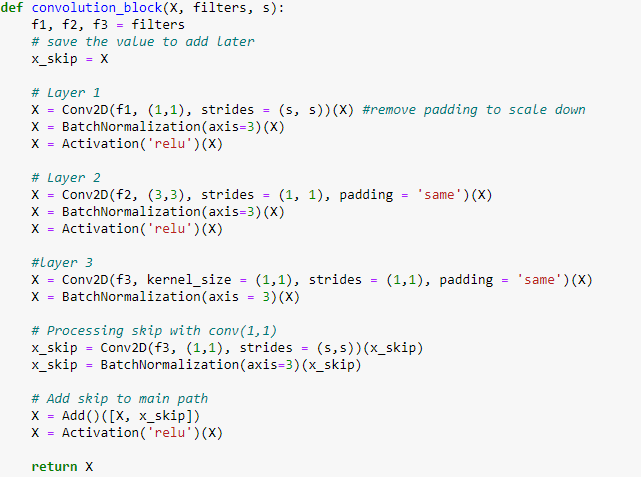 def convolution_block(X, filters, s):
    f1, f2, f3 = filters
    # save the value to add later
    x_skip = X

    # Layer 1
    X = Conv2D(f1, (1,1), strides = (s, s))(X) #remove padding to scale down
    X = BatchNormalization(axis=3)(X)
    X = Activation('relu')(X)

    # Layer 2
    X = Conv2D(f2, (3,3), strides = (1, 1), padding = 'same')(X)
    X = BatchNormalization(axis=3)(X)
    X = Activation('relu')(X)

    #layer 3
    X = Conv2D(f3, kernel_size = (1,1), strides = (1,1), padding = 'same')(X)
    X = BatchNormalization(axis = 3)(X)

    # Processing skip with conv(1,1)
    x_skip = Conv2D(f3, (1,1), strides = (s,s))(x_skip)
    x_skip = BatchNormalization(axis=3)(x_skip)

    # Add skip to main path
    X = Add()([X, x_skip])
    X = Activation('relu')(X)

    return X